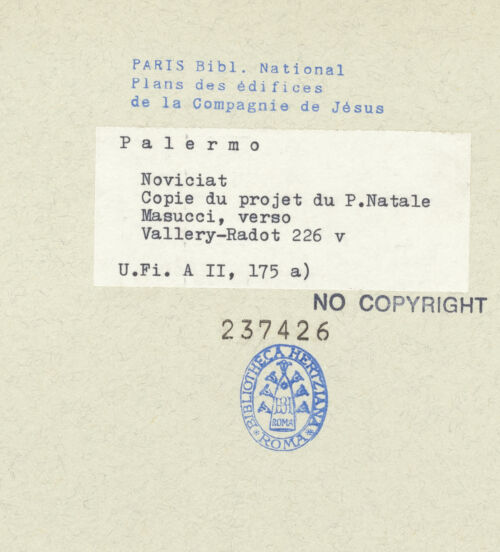 PARIS Bibl. National
Plans des édifices
de la Compagnie de Jésus
Palermo
Noviciat
Copie du projet du P.Natale
Masucci, verso
Vallery-Radot 226 v
U.Fi. A II, 175 a)
NO COPYRIGHT
237426
BIBLIOTHECA HERTZIANA
ROMA
* ROMA *